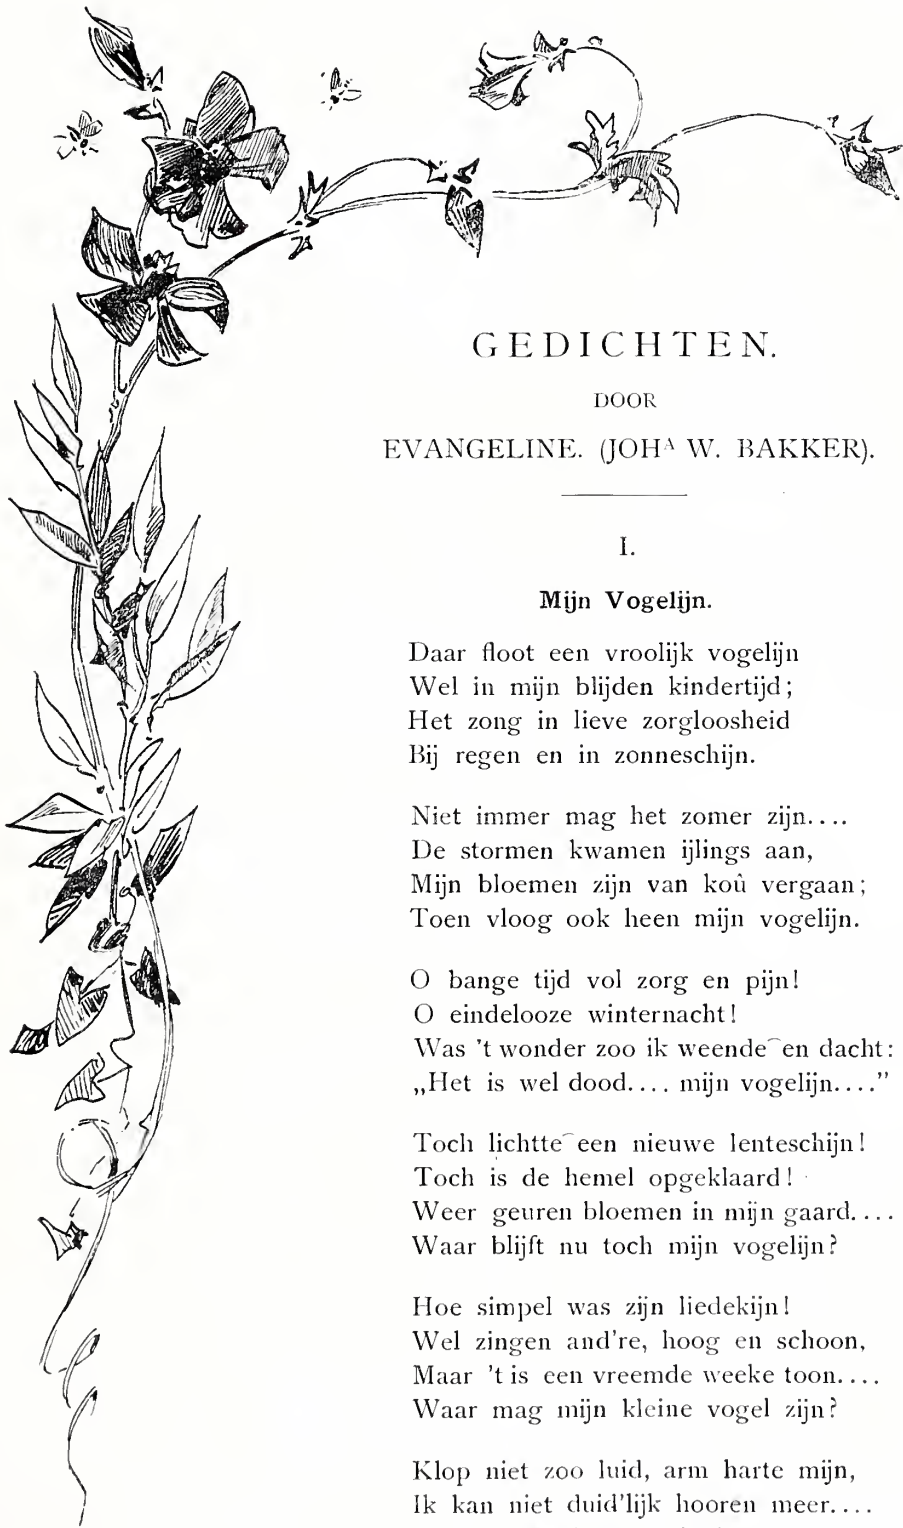 GEDICHTEN.
DOOR
EVANGELINE. (JOHᴬ W. BAKKER).
I.
Mijn Vogelijn.
Daar floot een vroolijk vogelijn
Wel in mijn blijden kindertijd;
Het zong in lieve zorgloosheid
Bij regen en in zonneschijn.
Niet immer mag het zomer zijn....
De stormen kwamen ijlings aan,
Mijn bloemen zijn van koû vergaan;
Toen vloog ook heen mijn vogelijn.
O bange tijd vol zorg en pijn!
O eindelooze winternacht!
Was 't wonder zoo ik weende͡en dacht:
„Het is wel dood.... mijn vogelijn....”
Toch lichtte͡een nieuwe lenteschijn!
Toch is de hemel opgeklaard!
Weer geuren bloemen in mijn gaard....
Waar blijft nu toch mijn vogelijn?
Hoe simpel was zijn liedekijn!
Wel zingen and're, hoog en schoon,
Maar 't is een vreemde weeke toon....
Waar mag mijn kleine vogel zijn?
Klop niet zoo luid, arm harte mijn,
Ik kan niet duid'lijk hooren meer....